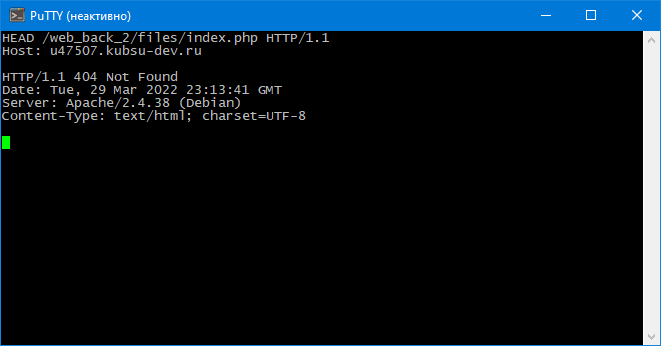 PuTTY (неактивно)
HEAD /web_back_2/files/index.php HTTP/1.1
Host: u47507.kubsu-dev.ru
HTTP/1.1 404 Not Found
Date: Tue, 29 Mar 2022 23:13:41 GMT
Server: Apache/2.4.38 (Debian)
Content-Type: text/html; charset=UTF-8